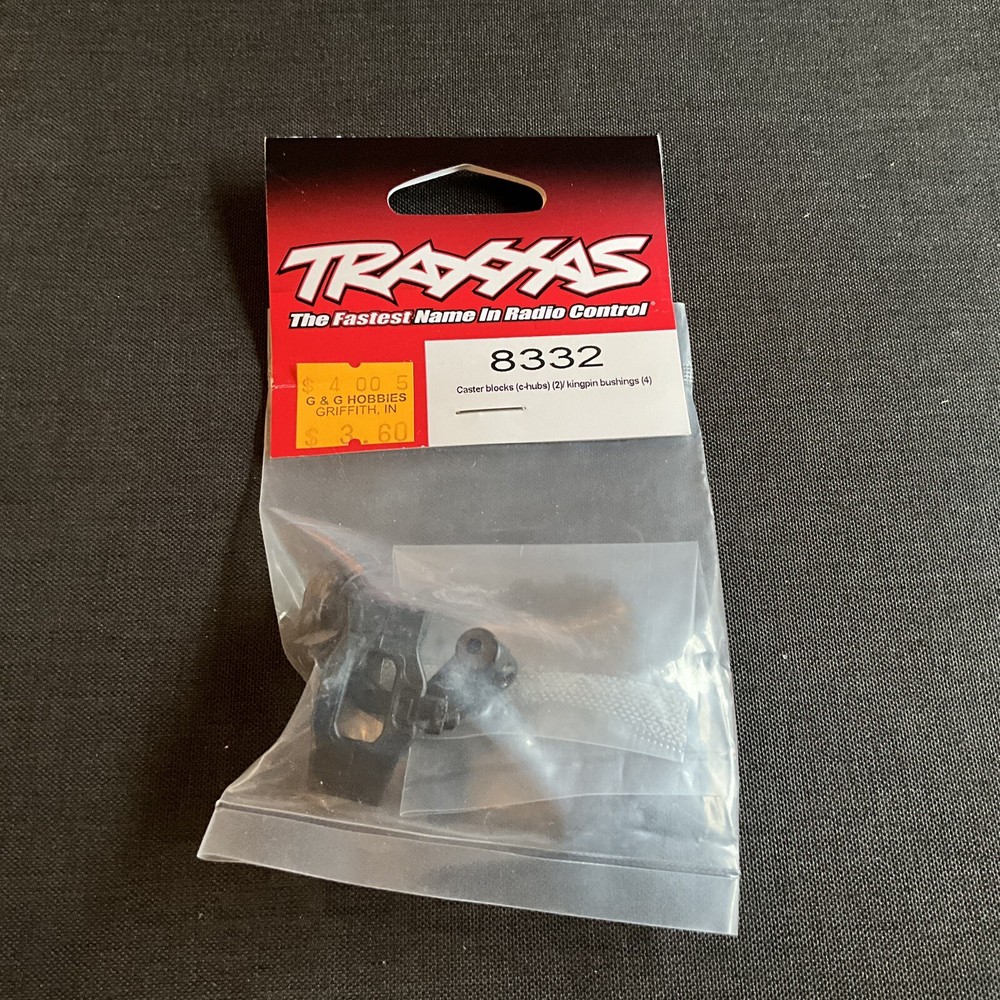 TRAXXAS
The Fastest Name In Radio Control
8332
Caster blocks (c-hubs) (2)/ kingpin bushings (4)
$ 4 00 5
G & G HOBBIES
GRIFFITH, IN
$ 3.60